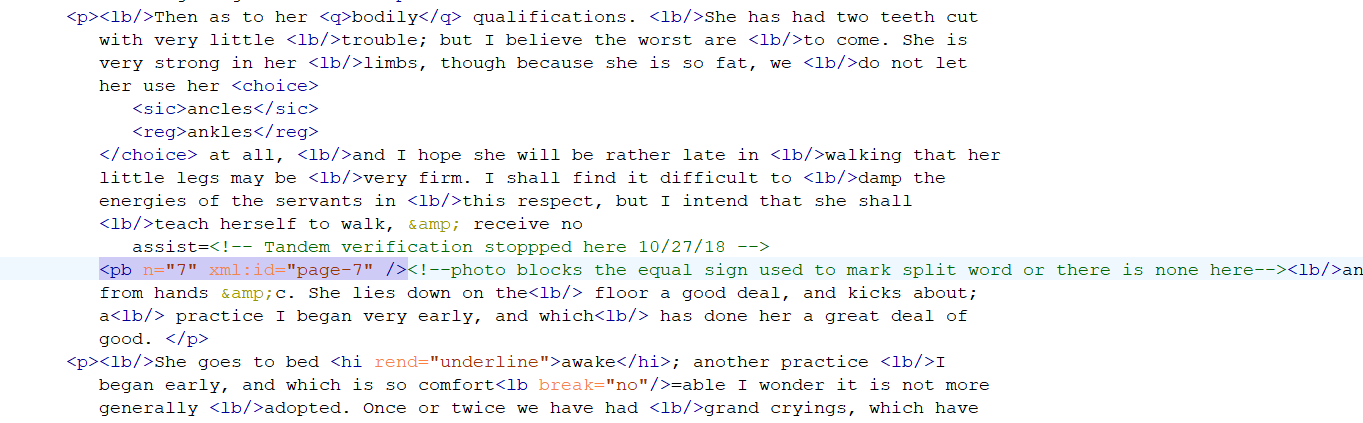 <p><lb/>Then as to her <q>bodily</q> qualifications. <lb/>She has had two teeth cut
with very little <lb/>trouble; but I believe the worst are <lb/>to come. She is
very strong in her <lb/>limbs, though because she is so fat, we <lb/>do not let
her use her <choice>
<sic>ancles</sic>
<reg>ankles</reg>
</choice> at all, <lb/>and I hope she will be rather late in <lb/>walking that her
little legs may be <lb/>very firm. I shall find it difficult to <lb/>damp the
energies of the servants in <lb/>this respect, but I intend that she shall
<lb/>teach herself to walk, &amp; receive no
assist=<!-- Tandem verification stoppped here 10/27/18 -->
<pb n="7" xml:id="page-7" /><!--photo blocks the equal sign used to mark split word or there is none here--><lb/>an
from hands &amp;c. She lies down on the<lb/> floor a good deal, and kicks about;
a<lb/> practice I began very early, and which<lb/> has done her a great deal of
good. </p>
<p><lb/>She goes to bed <hi rend="underline">awake</hi>; another practice <lb/>I
began early, and which is so comfort<lb break="no"/>=able I wonder it is not more
generally <lb/>adopted. Once or twice we have had <lb/>grand cryings, which have